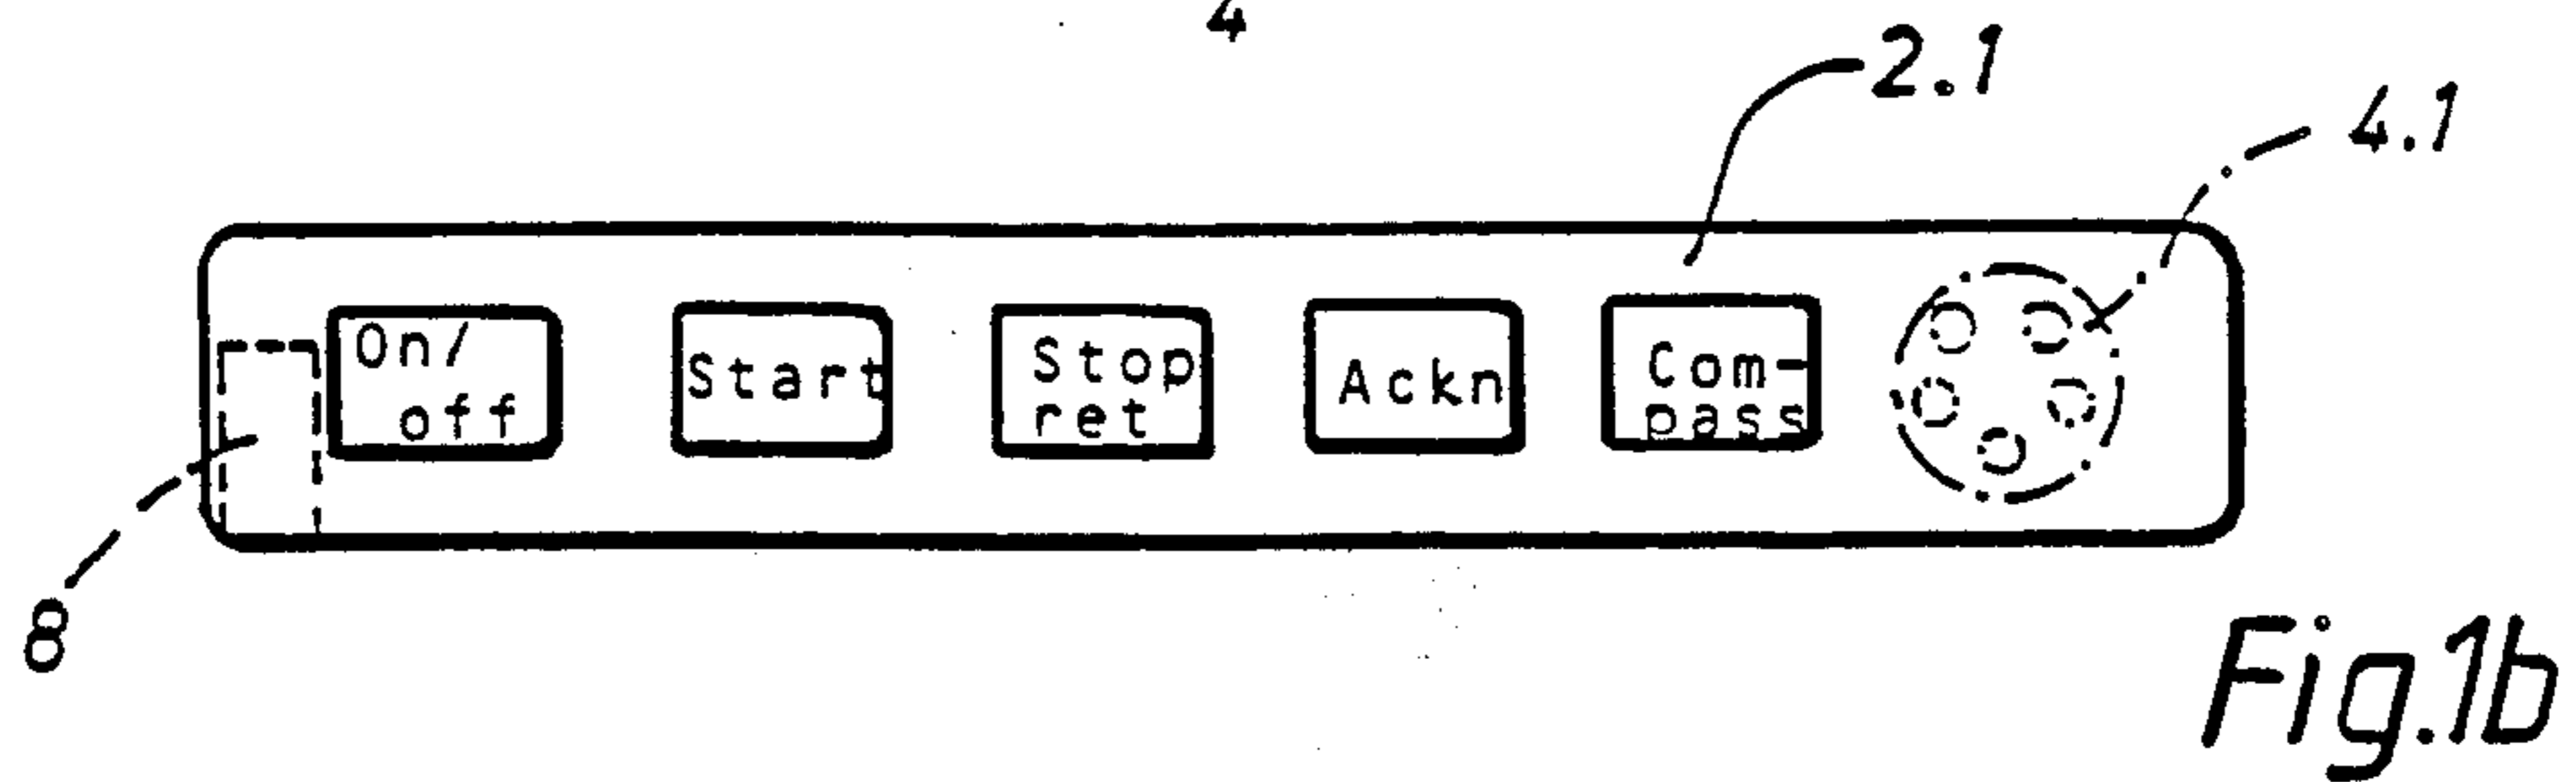 4
2.1
4.1
On/
off
Start
Stop
ret
Ackn
Com-
pass
8
Fig.1b